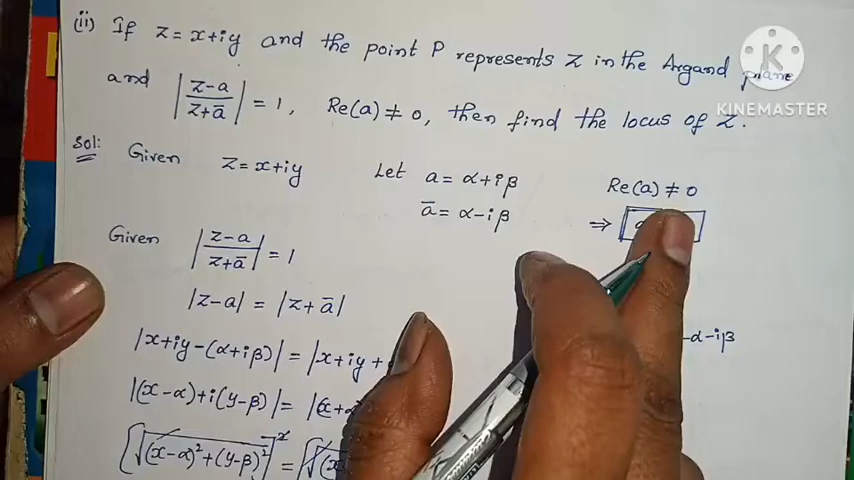 (ii) If z = x+iy and the point P represents z in the Argand plane
and |z-a / z+ā| = 1, Re(a) ≠ 0, then find the locus of z.
Sol: Given z = x+iy Let a = α+iβ Re(a) ≠ 0
ā = α-iβ ⇒
Given |z-a / z+ā| = 1
|z-a| = |z+ā|
|x+iy-(α+iβ)| = |x+iy+ -α-iβ
|(x-α)+i(y-β)| = |(x+α
[√(x-α)²+(y-β)²]² = [√(x
K
KINEMASTER